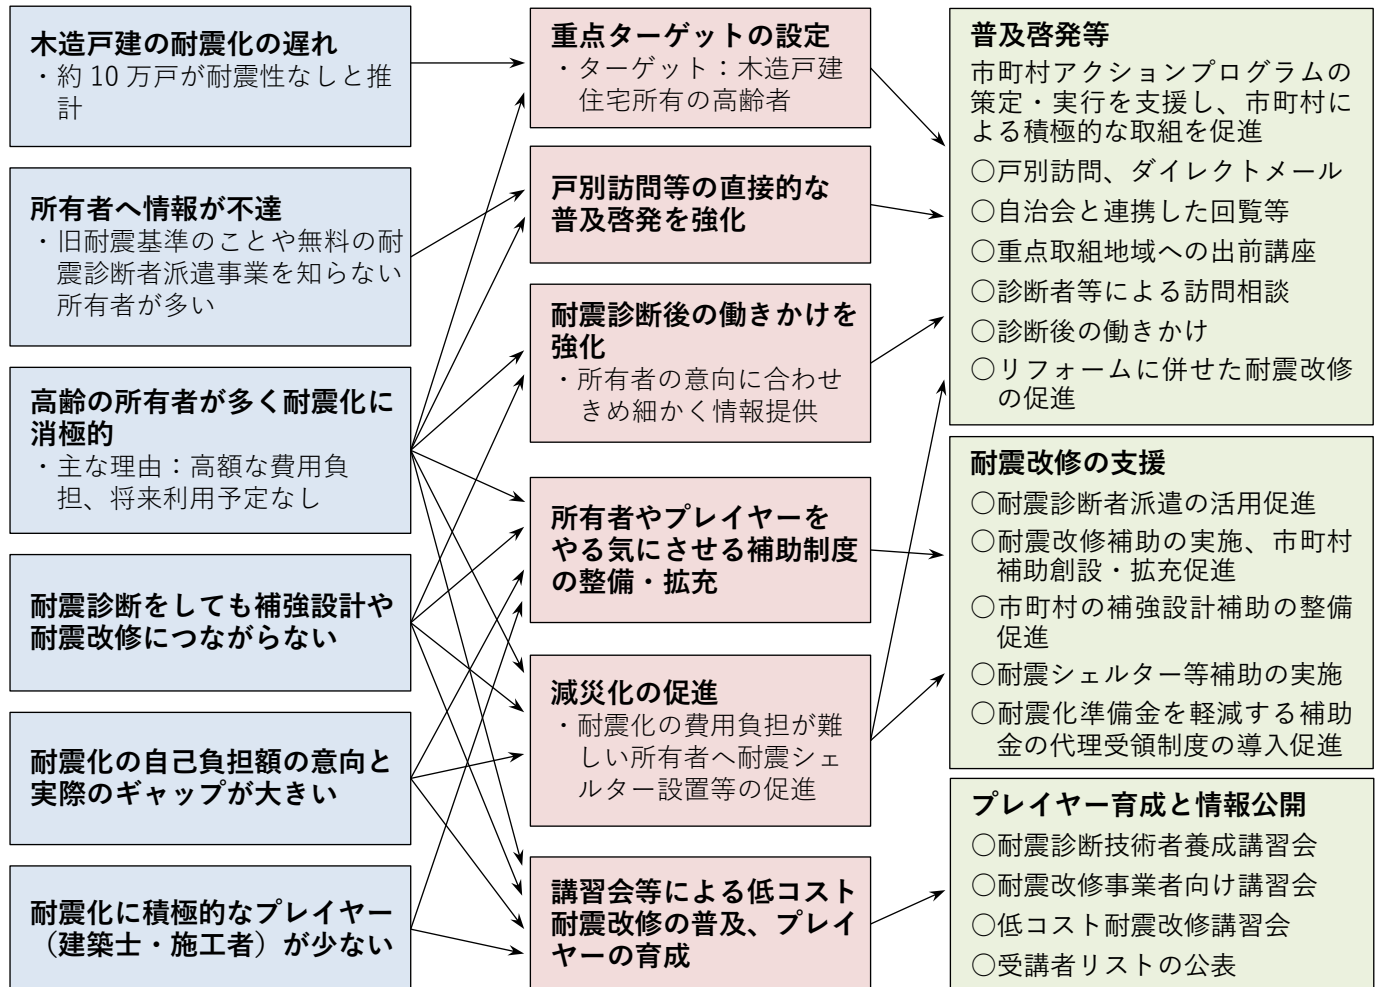 木造戸建の耐震化の遅れ
・約 10 万戸が耐震性なしと推
計
所有者へ情報が不達
・旧耐震基準のことや無料の耐
震診断者派遣事業を知らない
所有者が多い
高齢の所有者が多く耐震化に
消極的
・主な理由：高額な費用負
担、将来利用予定なし
耐震診断をしても補強設計や
耐震改修につながらない
耐震化の自己負担額の意向と
実際のギャップが大きい
耐震化に積極的なプレイヤー
（建築士・施工者）が少ない
重点ターゲットの設定
・ターゲット：木造戸建
住宅所有の高齢者
戸別訪問等の直接的な
普及啓発を強化
耐震診断後の働きかけを
強化
・所有者の意向に合わせ
きめ細かく情報提供
所有者やプレイヤーを
やる気にさせる補助制度
の整備・拡充
減災化の促進
・耐震化の費用負担が難
しい所有者へ耐震シェ
ルター設置等の促進
講習会等による低コスト
耐震改修の普及、プレイ
ヤーの育成
普及啓発等
市町村アクションプログラムの
策定・実行を支援し、市町村に
よる積極的な取組を促進
○戸別訪問、ダイレクトメール
○自治会と連携した回覧等
○重点取組地域への出前講座
○診断者等による訪問相談
○診断後の働きかけ
○リフォームに併せた耐震改修
の促進
耐震改修の支援
○耐震診断者派遣の活用促進
○耐震改修補助の実施、市町村
補助創設・拡充促進
○市町村の補強設計補助の整備
促進
○耐震シェルター等補助の実施
○耐震化準備金を軽減する補助
金の代理受領制度の導入促進
プレイヤー育成と情報公開
○耐震診断技術者養成講習会
○耐震改修事業者向け講習会
○低コスト耐震改修講習会
○受講者リストの公表